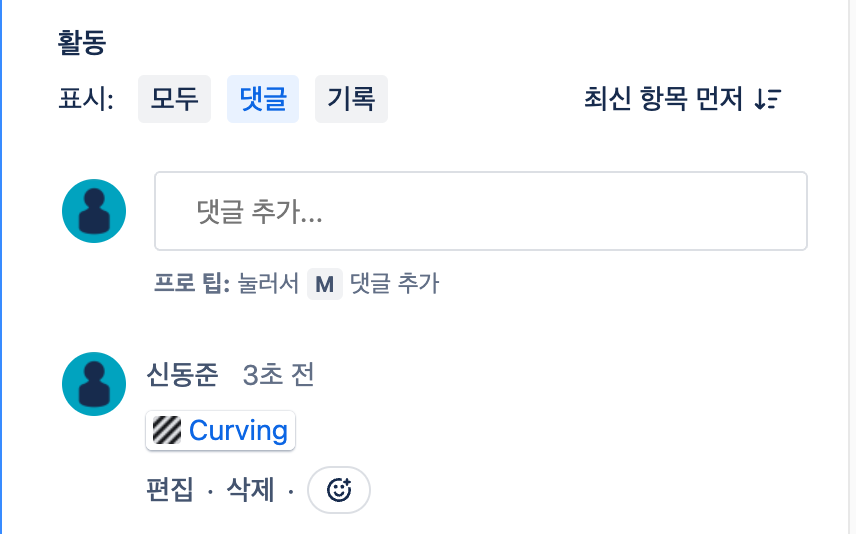 활동
표시: 모두 댓글 기록 최신 항목 먼저
댓글 추가...
프로 팁: 눌러서 M 댓글 추가
신동준 3초 전
Curving
편집 · 삭제 ·